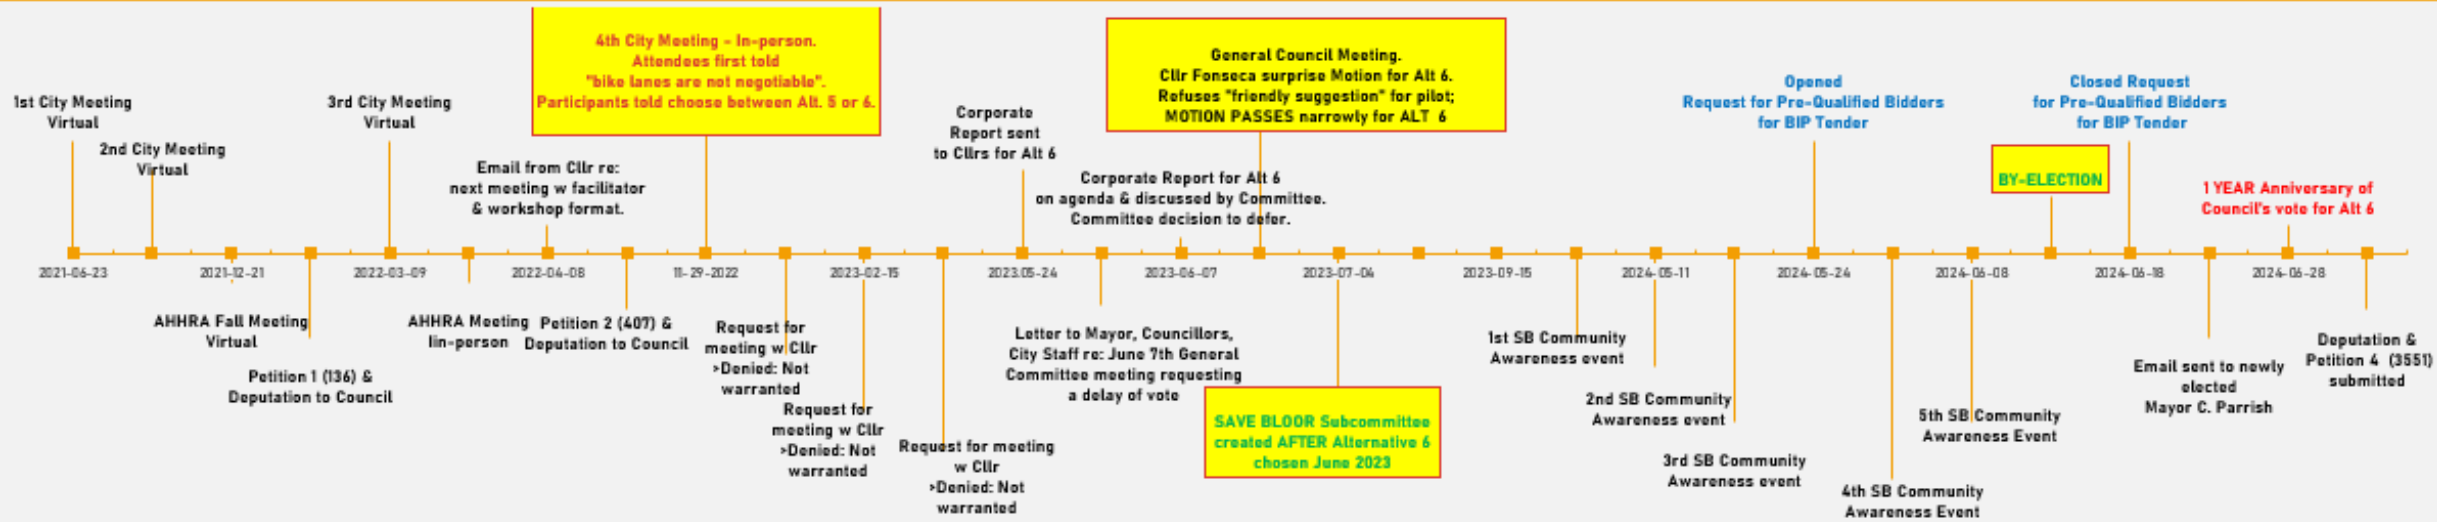 1st City Meeting
Virtual
2nd City Meeting
Virtual
3rd City Meeting
Virtual
Email from Cllr re:
next meeting w facilitator
& workshop format.
4th City Meeting - In-person.
Attendees first told
"bike lanes are not negotiable".
Participants told choose between Alt. 5 or 6.
Corporate
Report sent
to Cllrs for Alt 6
Corporate Report for Alt 6
on agenda & discussed by Committee.
Committee decision to defer.
General Council Meeting.
Cllr Fonseca surprise Motion for Alt 6.
Refuses "friendly suggestion" for pilot;
MOTION PASSES narrowly for ALT 6
Opened
Request for Pre-Qualified Bidders
for BIP Tender
BY-ELECTION
Closed Request
for Pre-Qualified Bidders
for BIP Tender
1 YEAR Anniversary of
Council's vote for Alt 6
2021-06-23
2021-12-21
2022-03-09
2022-04-08
11-29-2022
2023-02-15
2023-05-24
2023-06-07
2023-07-04
2023-09-15
2024-05-11
2024-05-24
2024-06-08
2024-06-18
2024-06-28
AHHRA Fall Meeting
Virtual
Petition 1 (136) &
Deputation to Council
AHHRA Meeting
Iin-person
Petition 2 (407) &
Deputation to Council
Request for
meeting w Cllr
>Denied: Not
warranted
Request for
meeting w Cllr
>Denied: Not
warranted
Request for meeting
w Cllr
>Denied: Not
warranted
Letter to Mayor, Councillors,
City Staff re: June 7th General
Committee meeting requesting
a delay of vote
SAVE BLOOR Subcommittee
created AFTER Alternative 6
chosen June 2023
1st SB Community
Awareness event
2nd SB Community
Awareness event
3rd SB Community
Awareness event
4th SB Community
Awareness Event
5th SB Community
Awareness Event
Email sent to newly
elected
Mayor C. Parrish
Deputation &
Petition 4 (3551)
submitted